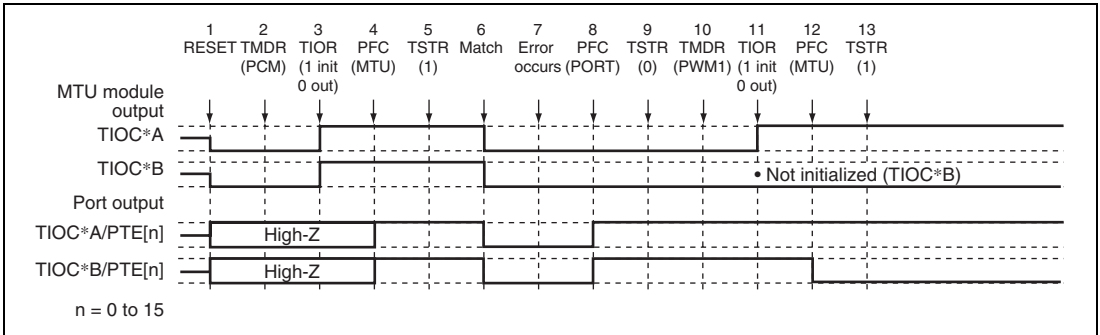 1 2 3 4 5 6 7 8 9 10 11 12 13
RESET TMDR TIOR PFC TSTR Match Error PFC TSTR TMDR TIOR PFC TSTR
(PCM) (1 init (MTU) (1) occurs (PORT) (0) (PWM1) (1 init (MTU) (1)
0 out) 0 out)
MTU module
output
TIOC*A
TIOC*B
• Not initialized (TIOC*B)
Port output
TIOC*A/PTE[n]
High-Z
TIOC*B/PTE[n]
High-Z
n = 0 to 15